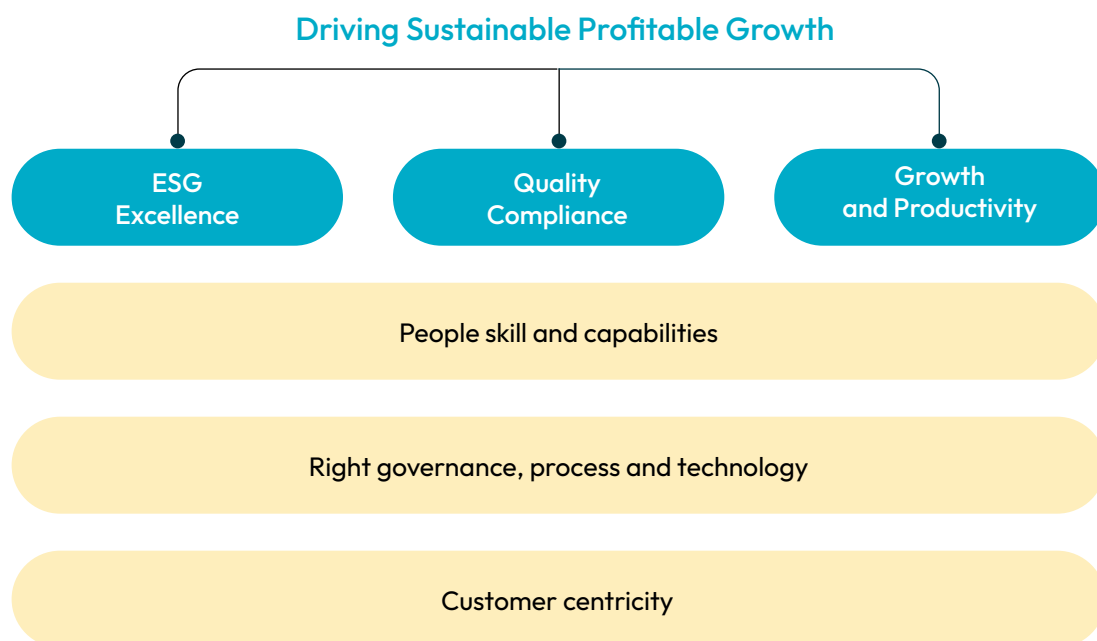 Driving Sustainable Profitable Growth
ESG
Excellence
Quality
Compliance
Growth
and Productivity
People skill and capabilities
Right governance, process and technology
Customer centricity